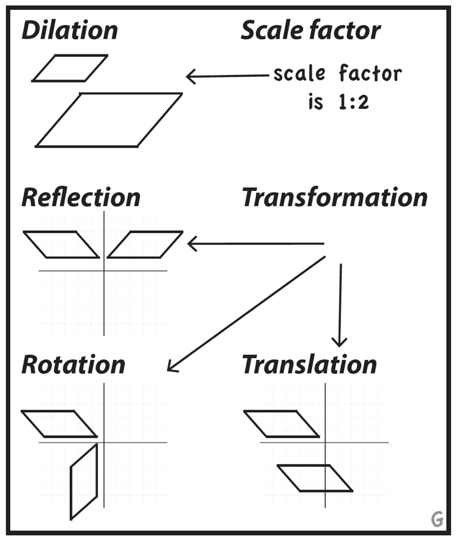 Dilation
Scale factor
scale factor
is 1:2
Reflection
Transformation
Rotation
Translation
G